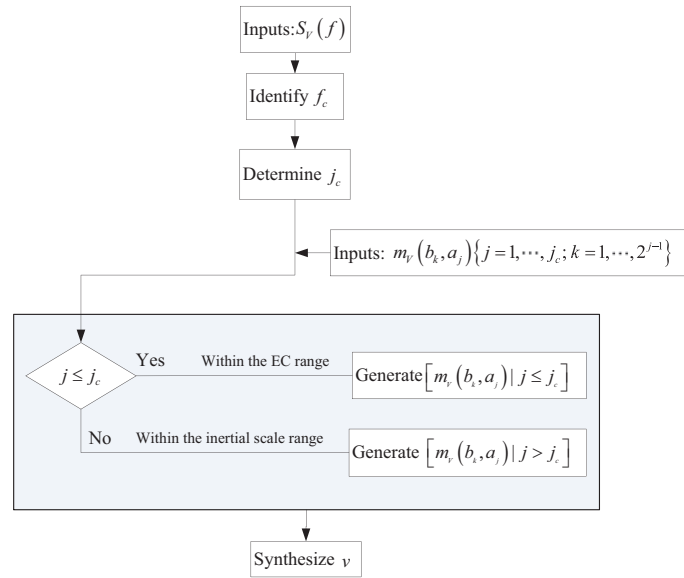 Inputs: S_V(f)
Identify f_c
Determine j_c
Inputs: m_V(b_k, a_j){j = 1, ⋯, j_c; k = 1, ⋯, 2^{j−1}}
j ≤ j_c
Yes
Within the EC range
Generate[m_V(b_k, a_j) | j ≤ j_c]
No
Within the inertial scale range
Generate [m_V(b_k, a_j) | j > j_c]
Synthesize v